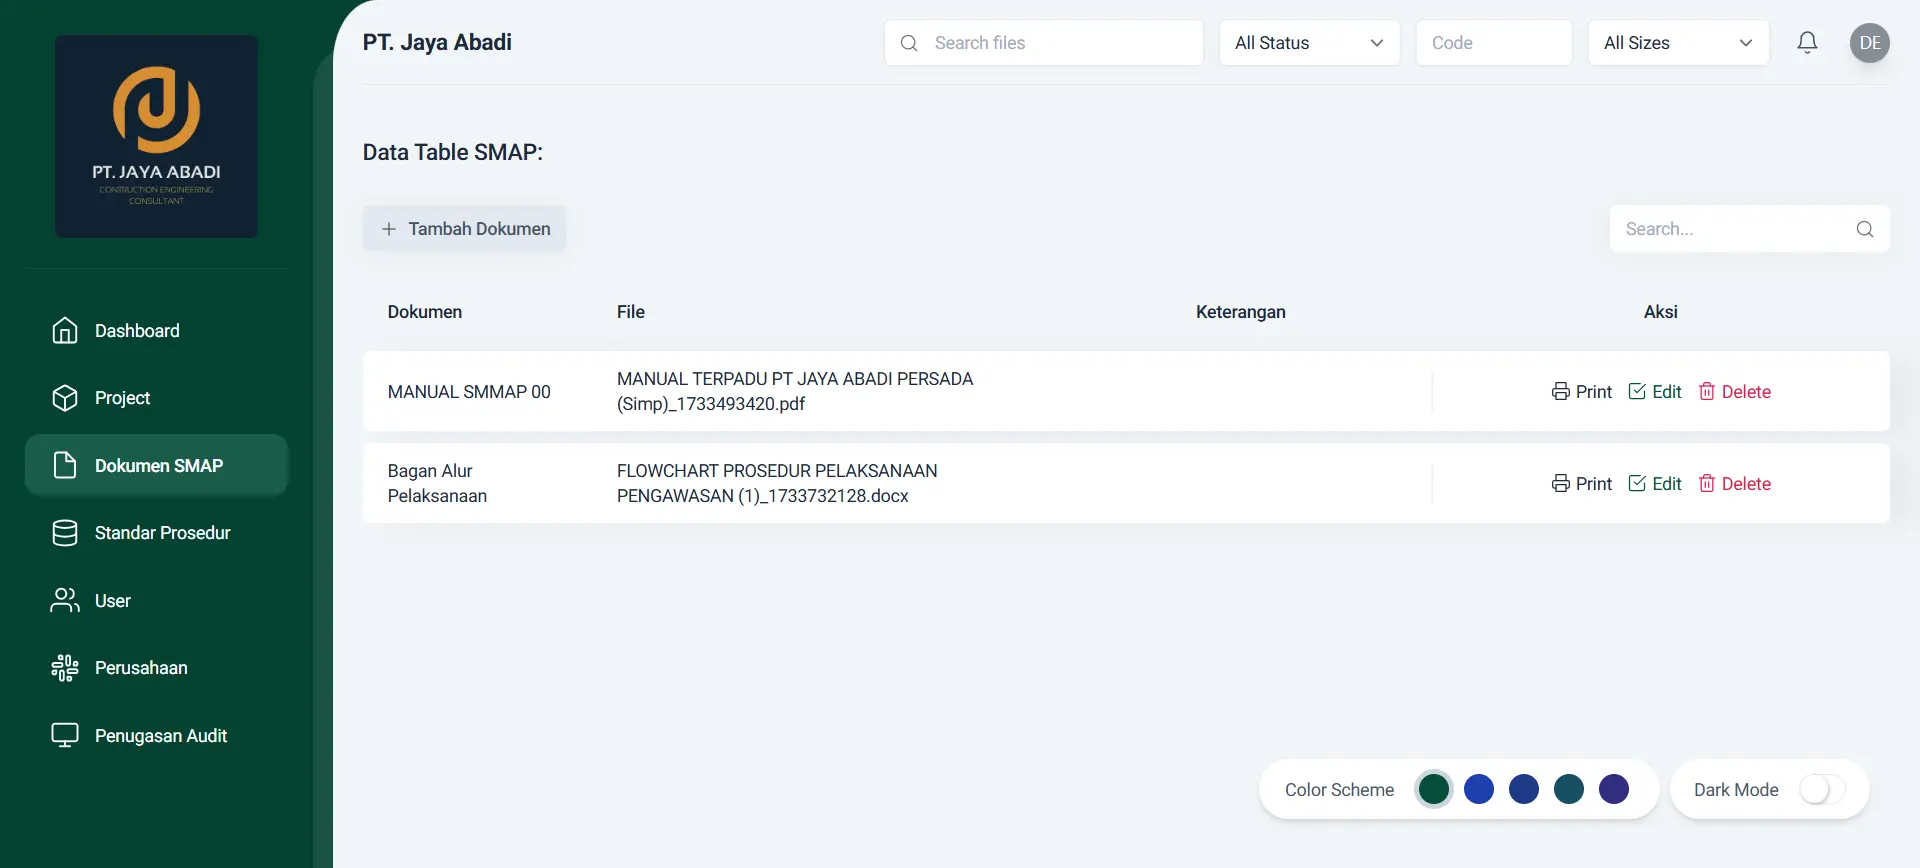 PT. JAYA ABADI
CONTRUCTION ENGINEERING
CONSULTANT
Dashboard
Project
Dokumen SMAP
Standar Prosedur
User
Perusahaan
Penugasan Audit
PT. Jaya Abadi
Search files
All Status
Code
All Sizes
DE
Data Table SMAP:
Tambah Dokumen
Search...
Dokumen File Keterangan Aksi
MANUAL SMMAP 00
MANUAL TERPADU PT JAYA ABADI PERSADA
(Simp)_1733493420.pdf
Print Edit Delete
Bagan Alur
Pelaksanaan
FLOWCHART PROSEDUR PELAKSANAAN
PENGAWASAN (1)_1733732128.docx
Print Edit Delete
Color Scheme
Dark Mode